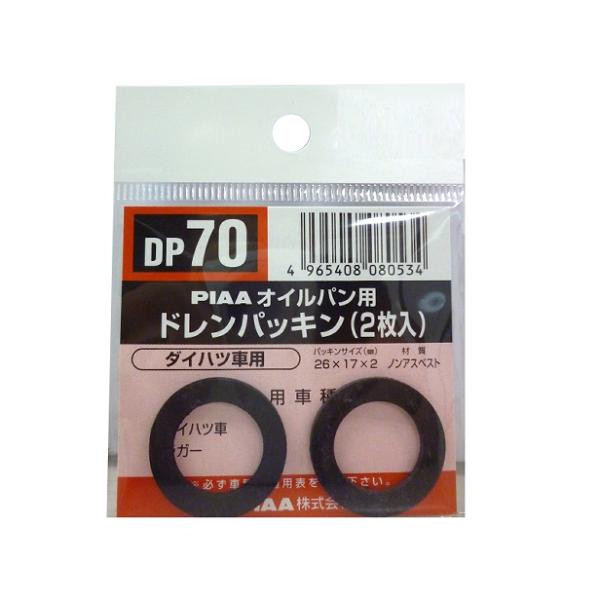 DP70
4 965408 080534
PIAA オイルパン用
ドレンパッキン(2枚入)
ダイハツ車用
パッキンサイズ(㎜) 材質
26×17×2 ノンアスベスト
用車種
イハツ車
ガー
※必ず車 用表を 下さい。
IAA株式会